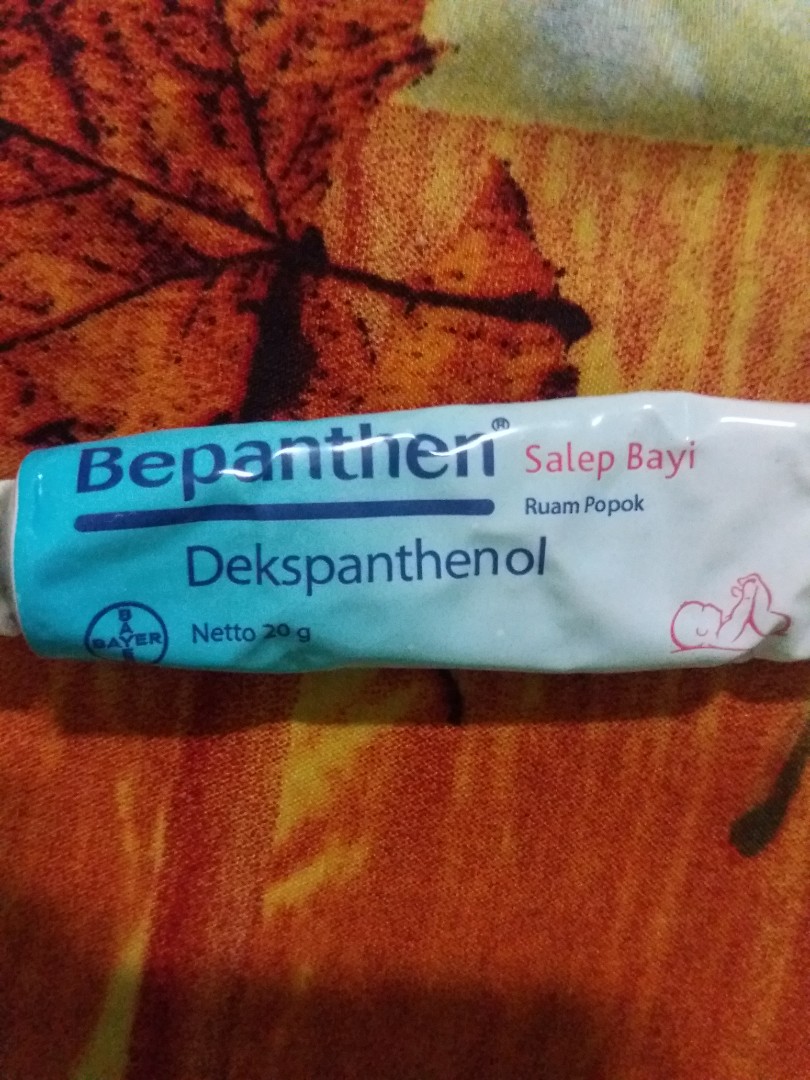 Bepanthen®
Salep Bayi
Ruam Popok
Dekspanthenol
BAYER
BAYER
Netto 20 g